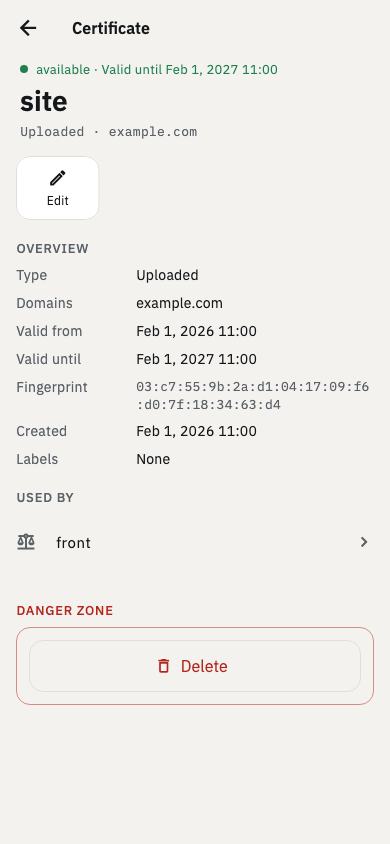 Certificate
available · Valid until Feb 1, 2027 11:00
site
Uploaded · example.com
Edit
OVERVIEW
Type Uploaded
Domains example.com
Valid from Feb 1, 2026 11:00
Valid until Feb 1, 2027 11:00
Fingerprint 03:c7:55:9b:2a:d1:04:17:09:f6
:d0:7f:18:34:63:d4
Created Feb 1, 2026 11:00
Labels None
USED BY
front
DANGER ZONE
Delete